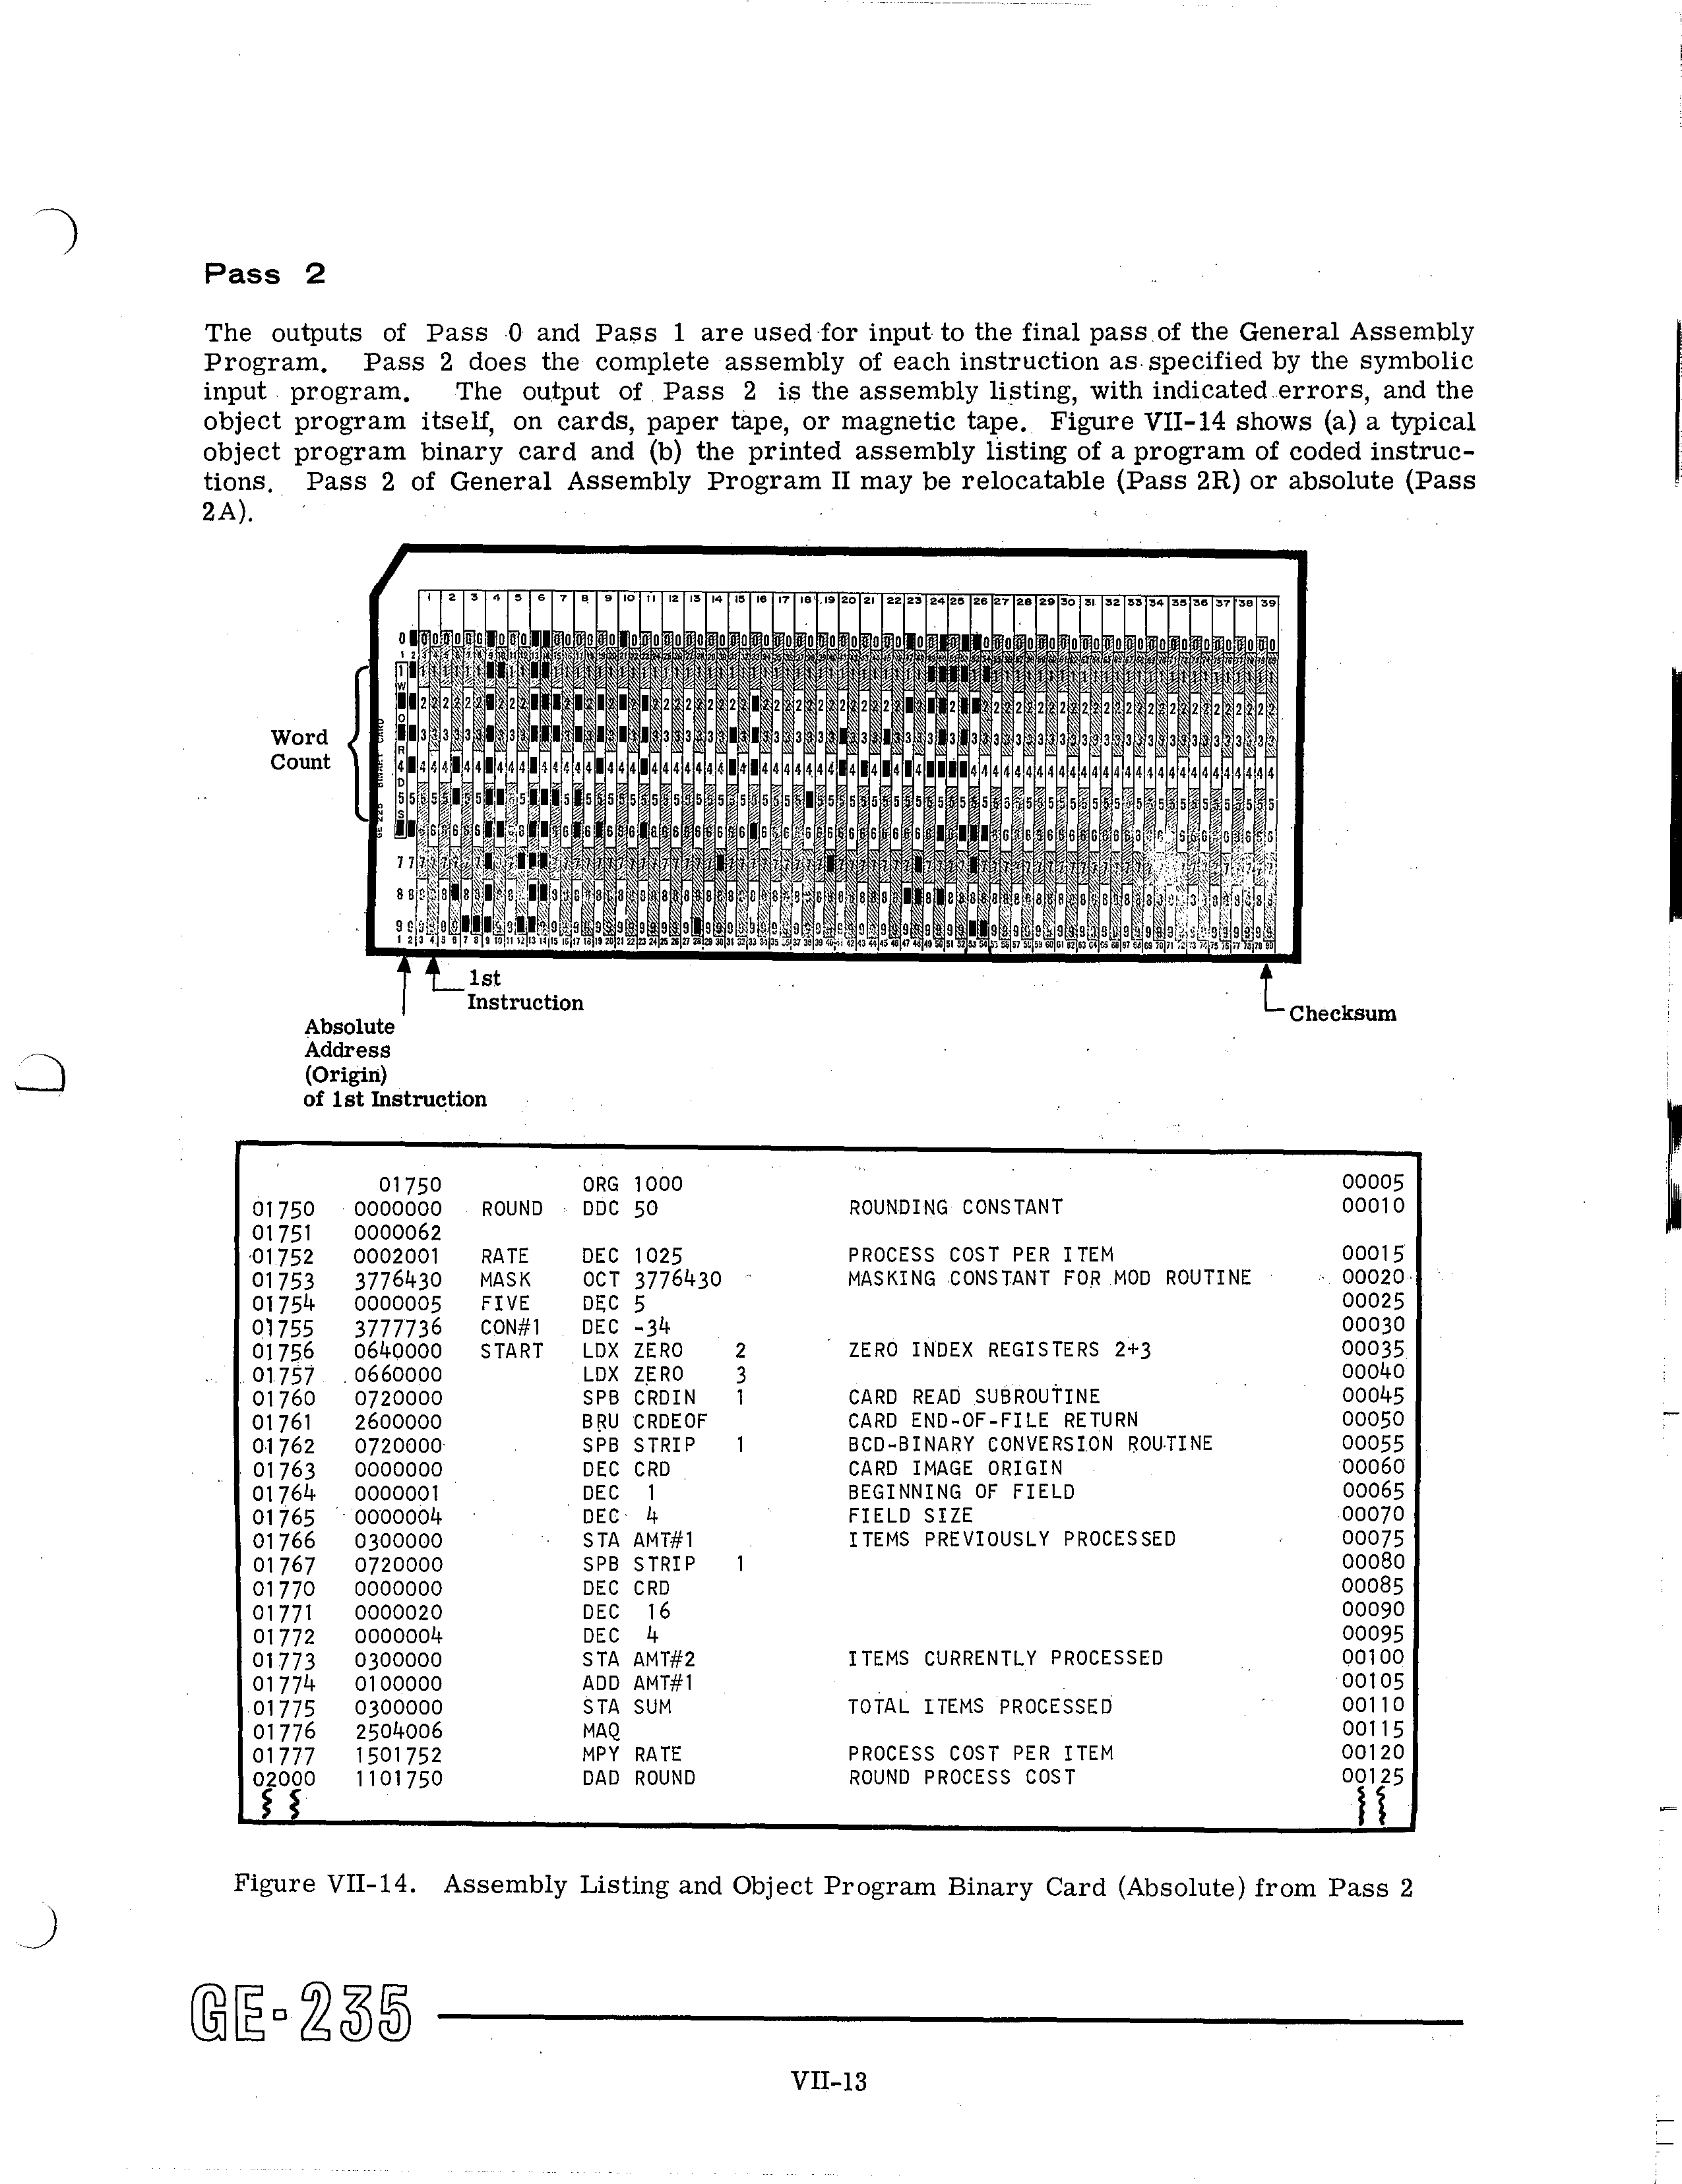 Pass 2
The outputs of Pass 0 and Pass 1 are used for input to the final pass of the General Assembly
Program. Pass 2 does the complete assembly of each instruction as specified by the symbolic
input program. The output of Pass 2 is the assembly listing, with indicated errors, and the
object program itself, on cards, paper tape, or magnetic tape. Figure VII-14 shows (a) a typical
object program binary card and (b) the printed assembly listing of a program of coded instruc-
tions. Pass 2 of General Assembly Program II may be relocatable (Pass 2R) or absolute (Pass
2A).
1 2 3 4 5 6 7 8 9 10 11 12 13 14 15 16 17 18 19 20 21 22 23 24 25 26 27 28 29 30 31 32 33 34 35 36 37 38 39
Word
Count
1st
Instruction
Absolute
Address
(Origin)
of 1st Instruction
Checksum
01750 ORG 1000 00005
01750 0000000 ROUND DDC 50 ROUNDING CONSTANT 00010
01751 0000062
01752 0002001 RATE DEC 1025 PROCESS COST PER ITEM 00015
01753 3776430 MASK OCT 3776430 MASKING CONSTANT FOR MOD ROUTINE 00020
01754 0000005 FIVE DEC 5 00025
01755 3777736 CON#1 DEC -34 00030
01756 0640000 START LDX ZERO 2 ZERO INDEX REGISTERS 2+3 00035
01757 0660000 LDX ZERO 3 00040
01760 0720000 SPB CRDIN 1 CARD READ SUBROUTINE 00045
01761 2600000 BRU CRDEOF CARD END-OF-FILE RETURN 00050
01762 0720000 SPB STRIP 1 BCD-BINARY CONVERSION ROUTINE 00055
01763 0000000 DEC CRD CARD IMAGE ORIGIN 00060
01764 0000001 DEC 1 BEGINNING OF FIELD 00065
01765 0000004 DEC 4 FIELD SIZE 00070
01766 0300000 STA AMT#1 ITEMS PREVIOUSLY PROCESSED 00075
01767 0720000 SPB STRIP 1 00080
01770 0000000 DEC CRD 00085
01771 0000020 DEC 16 00090
01772 0000004 DEC 4 00095
01773 0300000 STA AMT#2 ITEMS CURRENTLY PROCESSED 00100
01774 0100000 ADD AMT#1 00105
01775 0300000 STA SUM TOTAL ITEMS PROCESSED 00110
01776 2504006 MAQ 00115
01777 1501752 MPY RATE PROCESS COST PER ITEM 00120
02000 1101750 DAD ROUND ROUND PROCESS COST 00125
Figure VII-14. Assembly Listing and Object Program Binary Card (Absolute) from Pass 2
GE-235
VII-13